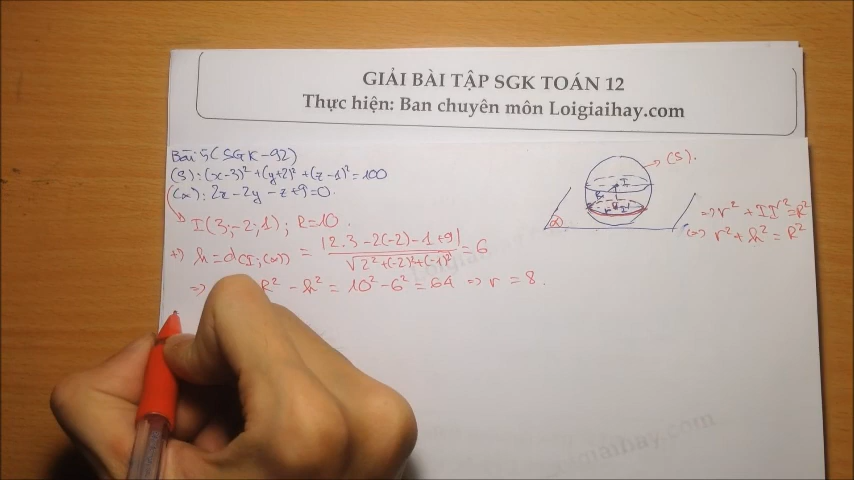 GIẢI BÀI TẬP SGK TOÁN 12
Thực hiện: Ban chuyên môn Loigiaihay.com
Bài 5 (SGK-92)
(S): (x-3)² + (y+2)² + (z-1)² = 100
(α): 2x - 2y - z + 9 = 0.
I(3;-2;1); R=10.
+) h = d(I;(α)) = |2.3 - 2(-2) - 1 + 9| / √(2² + (-2)² + (-1)²) = 6
=> R² - h² = 10² - 6² = 64 => r = 8.
(S).
I
R
h
r
I'
α
=> r² + II'² = R²
<=> r² + h² = R²